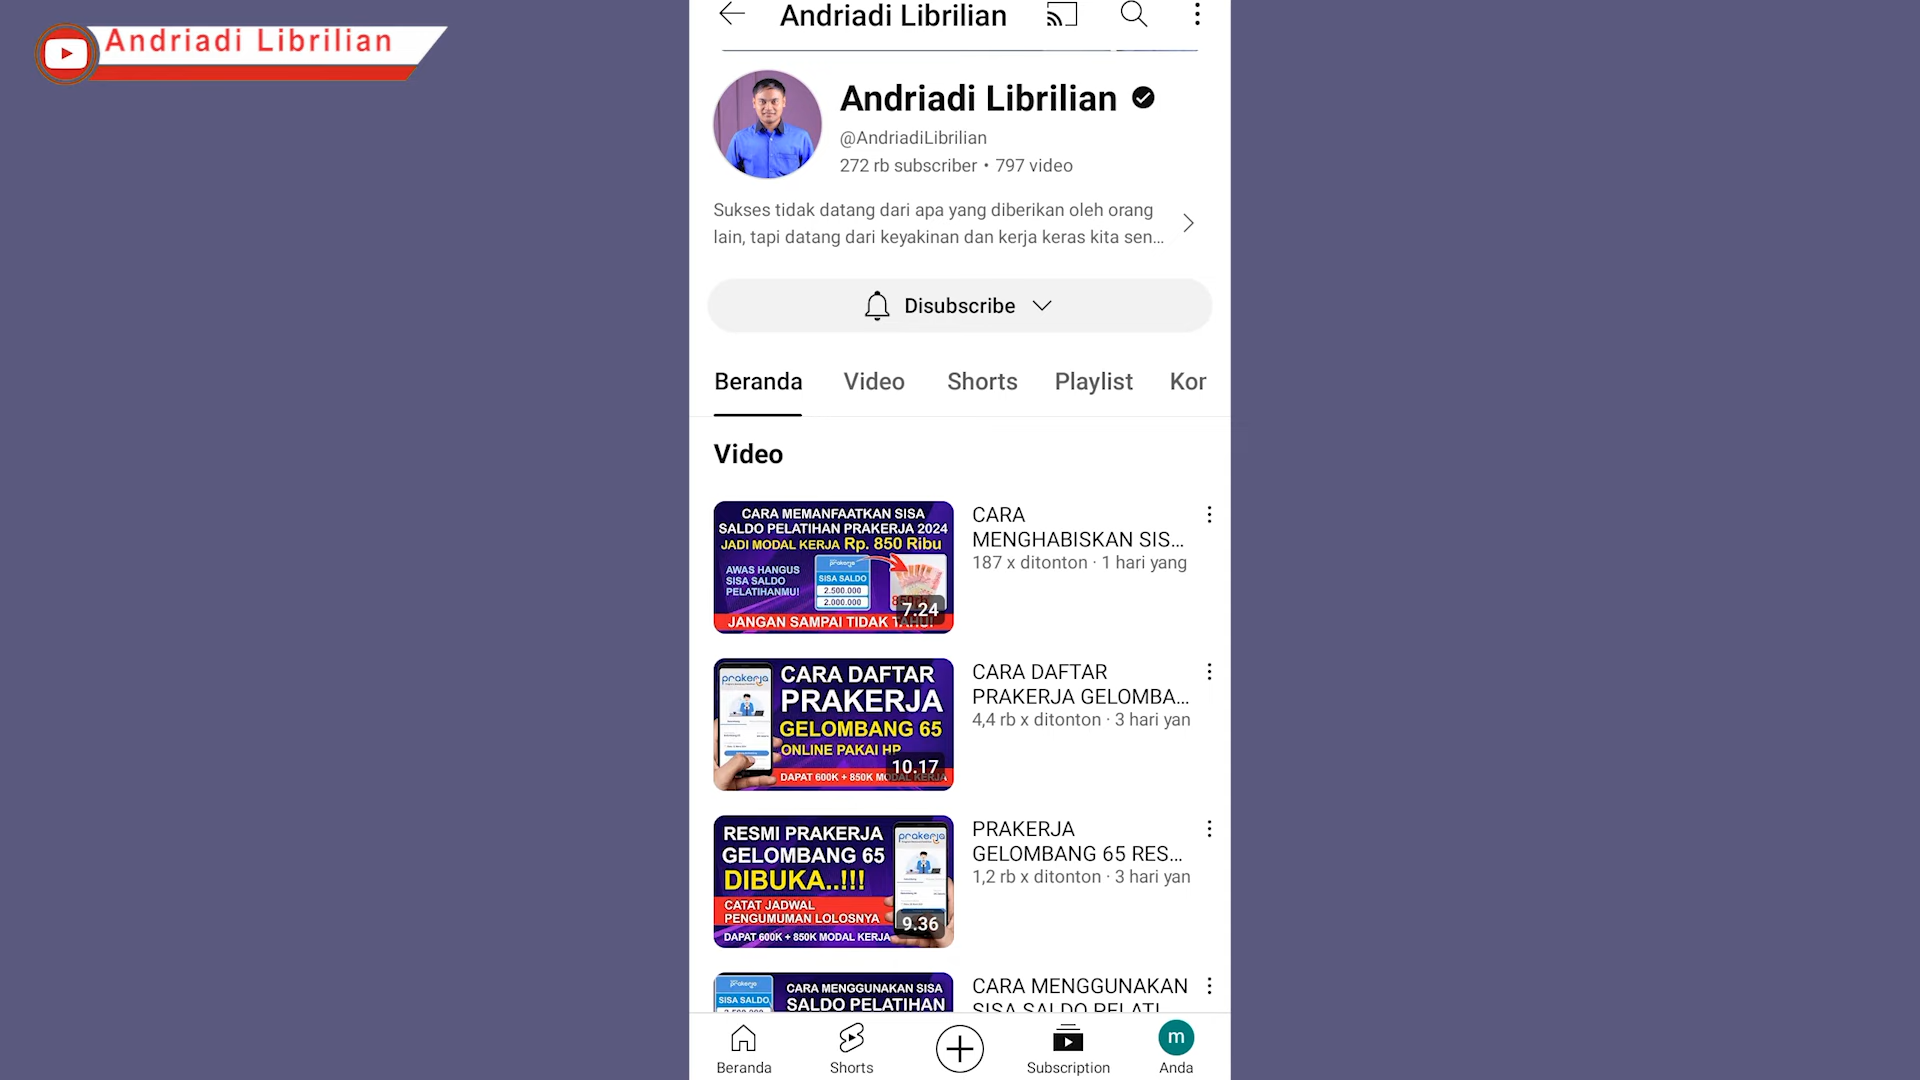 Andriadi Librilian
Andriadi Librilian
Andriadi Librilian
@AndriadiLibrilian
272 rb subscriber • 797 video
Sukses tidak datang dari apa yang diberikan oleh orang
lain, tapi datang dari keyakinan dan kerja keras kita sen...
Disubscribe
Beranda
Video
Shorts
Playlist
Kor
Video
CARA MEMANFAATKAN SISA
SALDO PELATIHAN PRAKERJA 2024
JADI MODAL KERJA Rp. 850 Ribu
AWAS HANGUS
SISA SALDO
PELATIHANMU!
prakerja
SISA SALDO
2.500.000
2.000.000
7.24
JANGAN SAMPAI TIDAK TAHU!
CARA
MENGHABISKAN SIS...
187 x ditonton · 1 hari yang
prakerja
CARA DAFTAR
PRAKERJA
GELOMBANG 65
ONLINE PAKAI HP
10.17
DAPAT 600K + 850K MODAL KERJA
CARA DAFTAR
PRAKERJA GELOMBA...
4,4 rb x ditonton · 3 hari yan
RESMI PRAKERJA
GELOMBANG 65
DIBUKA..!!!
CATAT JADWAL
PENGUMUMAN LOLOSNYA
DAPAT 600K + 850K MODAL KERJA
prakerja
9.36
PRAKERJA
GELOMBANG 65 RES...
1,2 rb x ditonton · 3 hari yan
prakerja
SISA SALDO
CARA MENGGUNAKAN SISA
SALDO PELATIHAN
CARA MENGGUNAKAN
SISA SALDO PELATI
Beranda
Shorts
Subscription
m
Anda